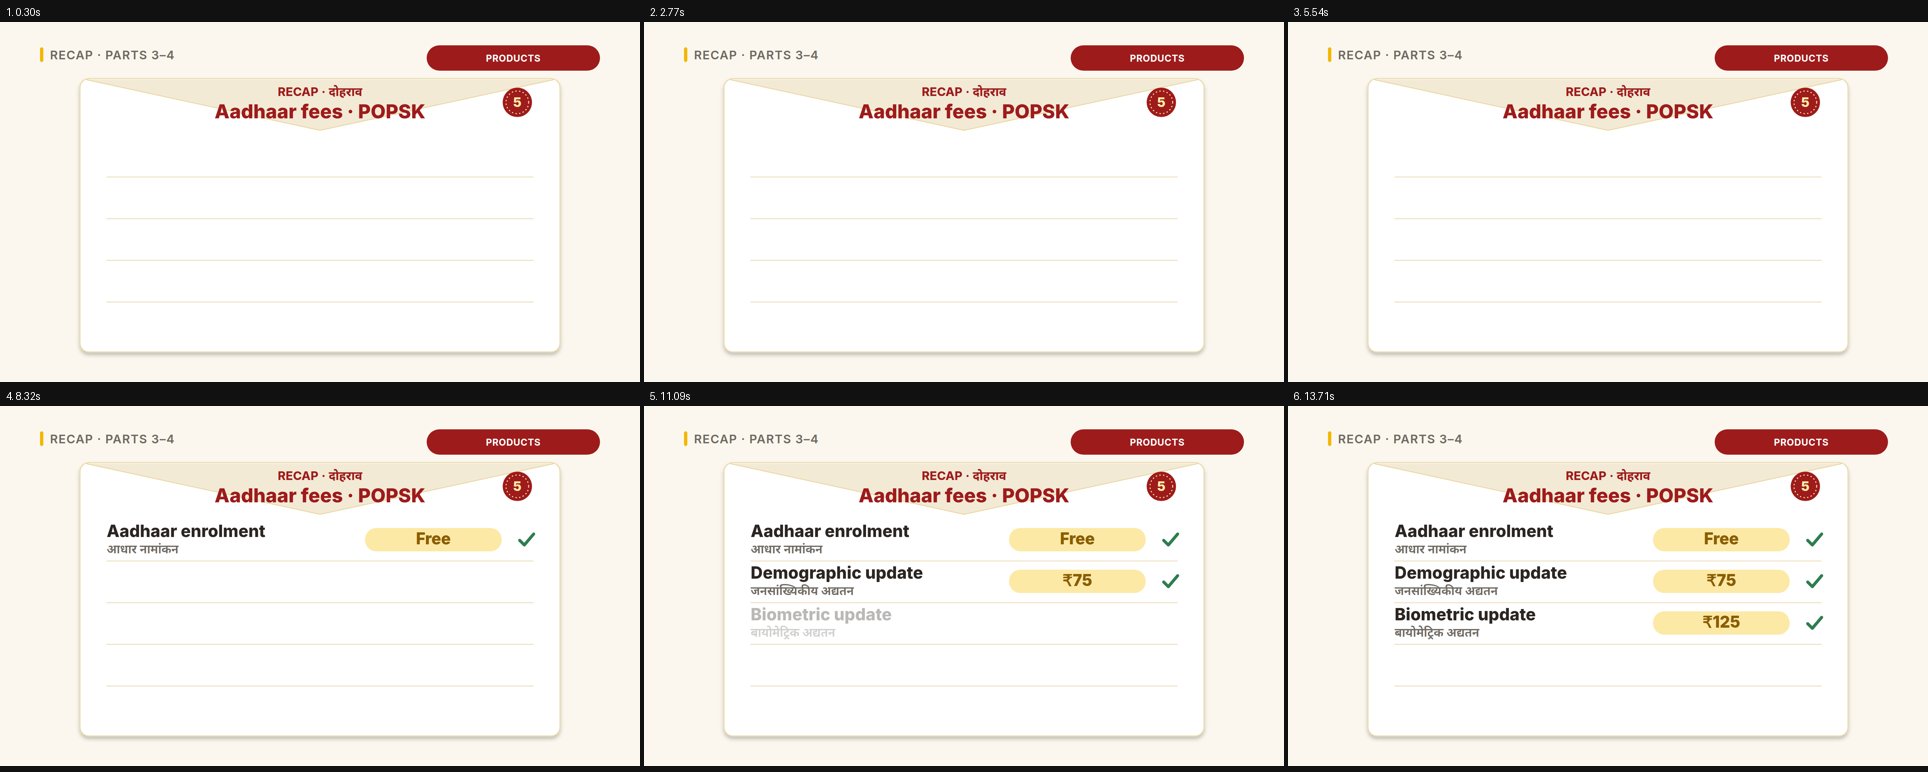 1. 0.30s
RECAP · PARTS 3–4
PRODUCTS
RECAP · दोहराव
Aadhaar fees · POPSK
5
2. 2.77s
RECAP · PARTS 3–4
PRODUCTS
RECAP · दोहराव
Aadhaar fees · POPSK
5
3. 5.54s
RECAP · PARTS 3–4
PRODUCTS
RECAP · दोहराव
Aadhaar fees · POPSK
5
4. 8.32s
RECAP · PARTS 3–4
PRODUCTS
RECAP · दोहराव
Aadhaar fees · POPSK
5
Aadhaar enrolment
Free
आधार नामांकन
5. 11.09s
RECAP · PARTS 3–4
PRODUCTS
RECAP · दोहराव
Aadhaar fees · POPSK
5
Aadhaar enrolment
Free
आधार नामांकन
Demographic update
₹75
जनसांख्यिकीय अद्यतन
Biometric update
बायोमेट्रिक अद्यतन
6. 13.71s
RECAP · PARTS 3–4
PRODUCTS
RECAP · दोहराव
Aadhaar fees · POPSK
5
Aadhaar enrolment
Free
आधार नामांकन
Demographic update
₹75
जनसांख्यिकीय अद्यतन
Biometric update
₹125
बायोमेट्रिक अद्यतन